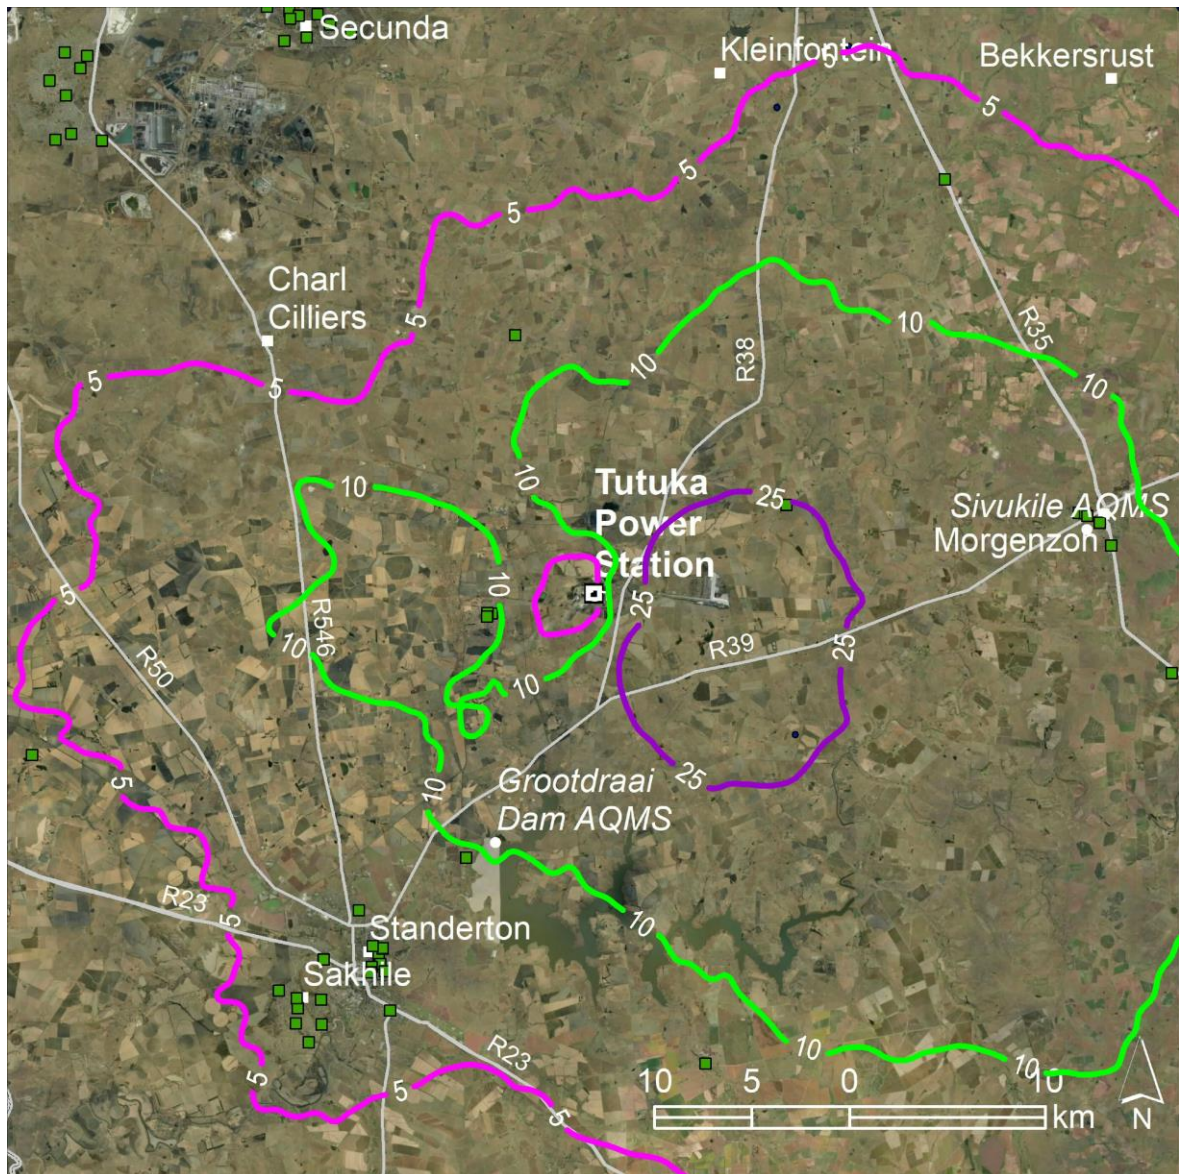 Secunda
Kleinfontein
Bekkersrust
5
5
5
5
Charl
Cilliers
5
10
R35
R38
10
5
5
10
10
10
Tutuka
Power
Station
25
Sivukile AQMS
Morgenzon
10
5
25
R546
10
R39
25
R50
10
5
25
Grootdraai
Dam AQMS
10
R23
5
10
Standerton
Sakhile
R23
10
10
5
5
5
10
5
0
10
km
N